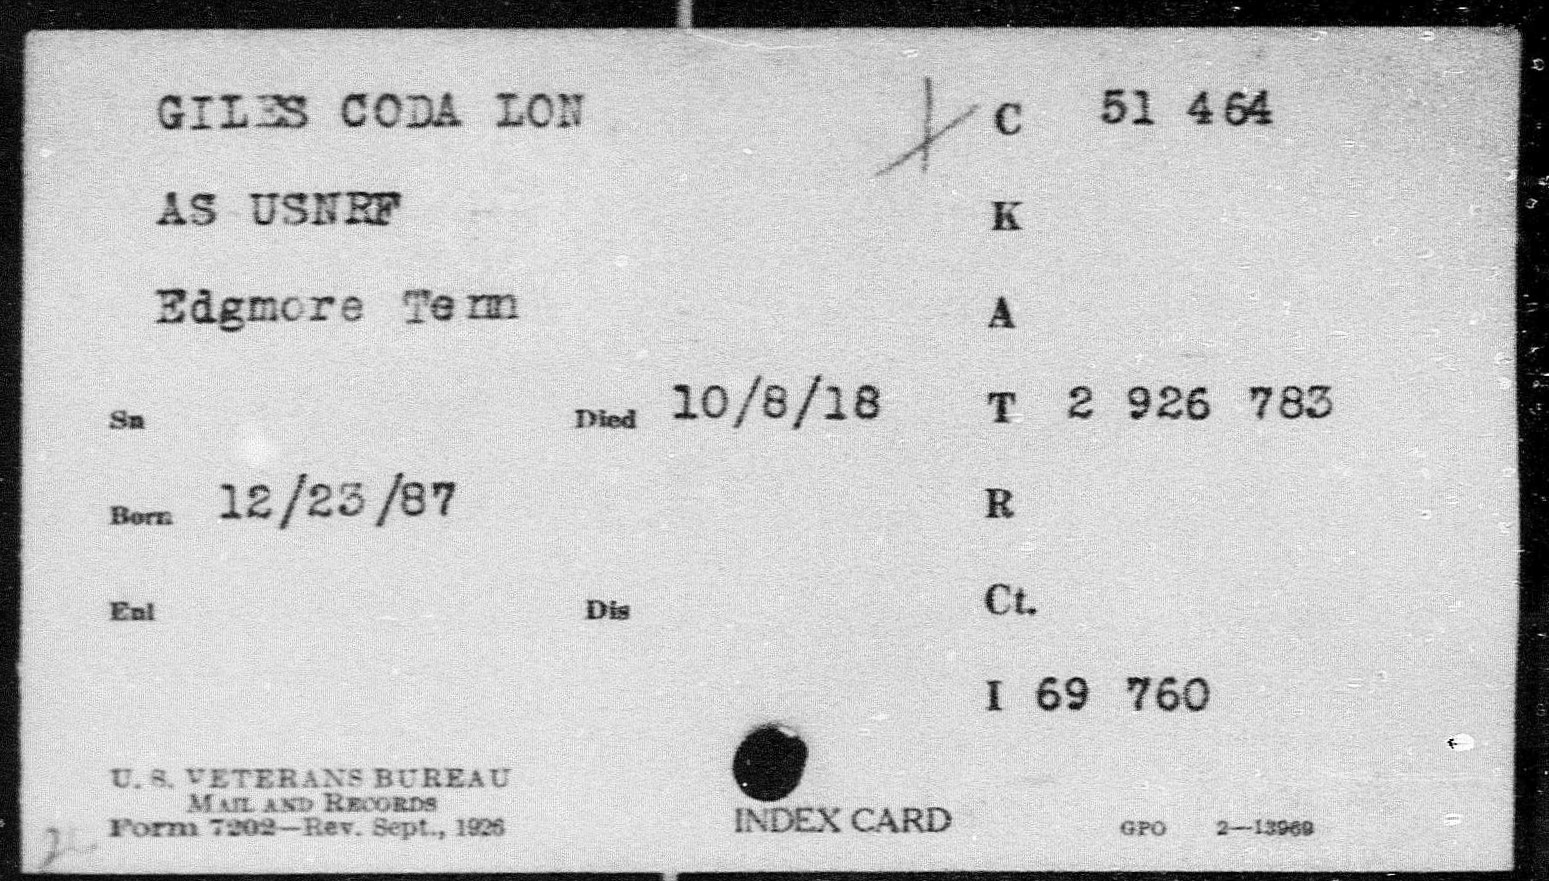 GILES CODA LON C 51 464
AS USNRF K
Edgmore Tenn A
Sn Died 10/8/18 T 2 926 783
Born 12/23/87 R
Enl Dis Ct.
I 69 760
U. S. VETERANS BUREAU
MAIL AND RECORDS
Form 7202—Rev. Sept., 1926
INDEX CARD
GPO 2—13969